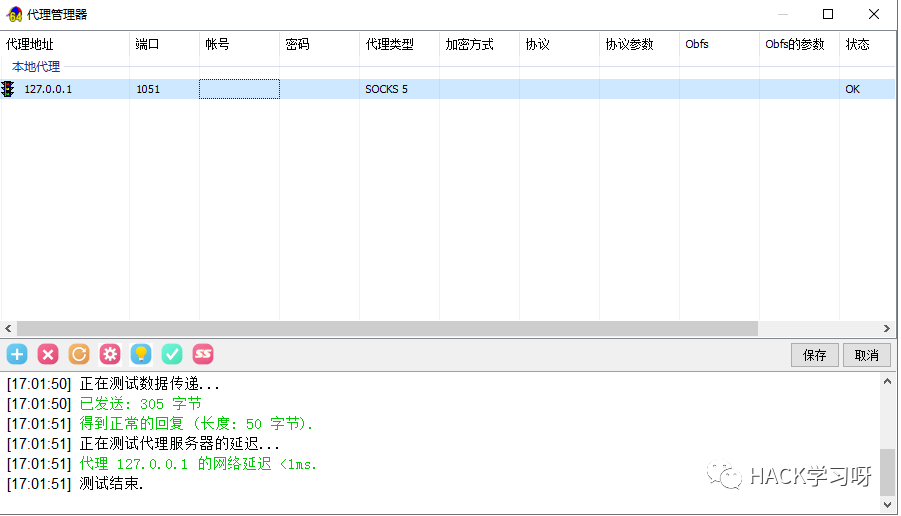 代理管理器
代理地址 端口 帐号 密码 代理类型 加密方式 协议 协议参数 Obfs Obfs的参数 状态
本地代理
127.0.0.1 1051 SOCKS 5 OK
SS 保存 取消
[17:01:50] 正在测试数据传递...
[17:01:50] 已发送: 305 字节
[17:01:51] 得到正常的回复 (长度: 50 字节).
[17:01:51] 正在测试代理服务器的延迟...
[17:01:51] 代理 127.0.0.1 的网络延迟 <1ms.
[17:01:51] 测试结束.
HACK学习呀